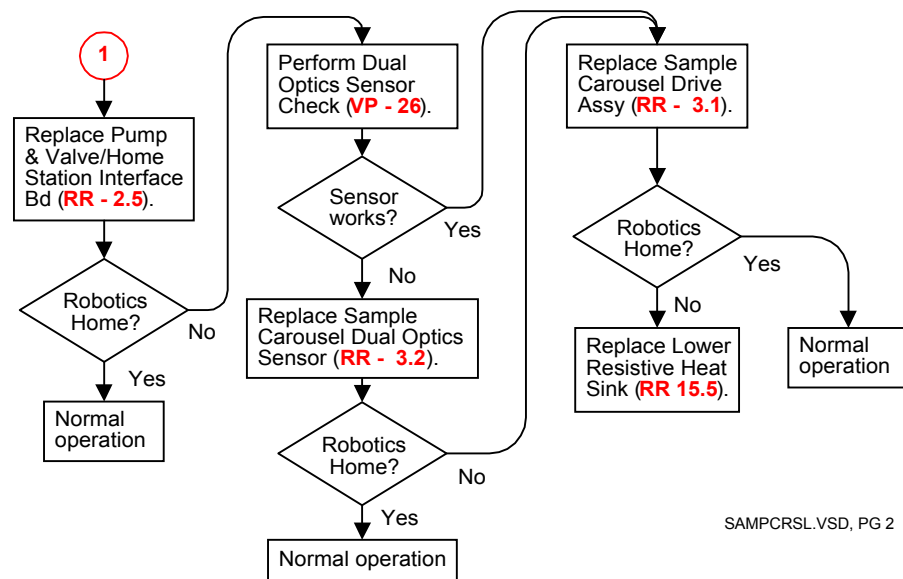 1
Replace Pump
& Valve/Home
Station Interface
Bd (RR - 2.5).
Robotics
Home?
No
Yes
Normal
operation
Perform Dual
Optics Sensor
Check (VP - 26).
Sensor
works?
Yes
No
Replace Sample
Carousel Dual Optics
Sensor (RR - 3.2).
Robotics
Home?
No
Yes
Normal operation
Replace Sample
Carousel Drive
Assy (RR - 3.1).
Robotics
Home?
Yes
No
Replace Lower
Resistive Heat
Sink (RR 15.5).
Normal
operation
SAMPCRSL.VSD, PG 2